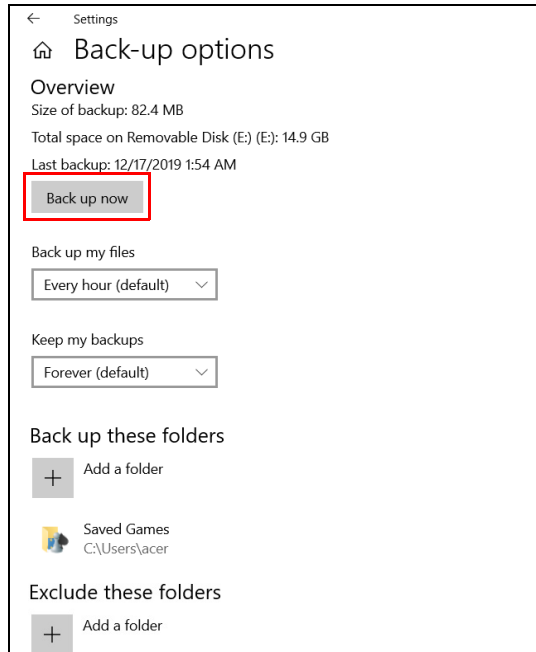 Settings
Back-up options
Overview
Size of backup: 82.4 MB
Total space on Removable Disk (E:) (E:): 14.9 GB
Last backup: 12/17/2019 1:54 AM
Back up now
Back up my files
Every hour (default)
Keep my backups
Forever (default)
Back up these folders
Add a folder
Saved Games
C:\Users\acer
Exclude these folders
Add a folder